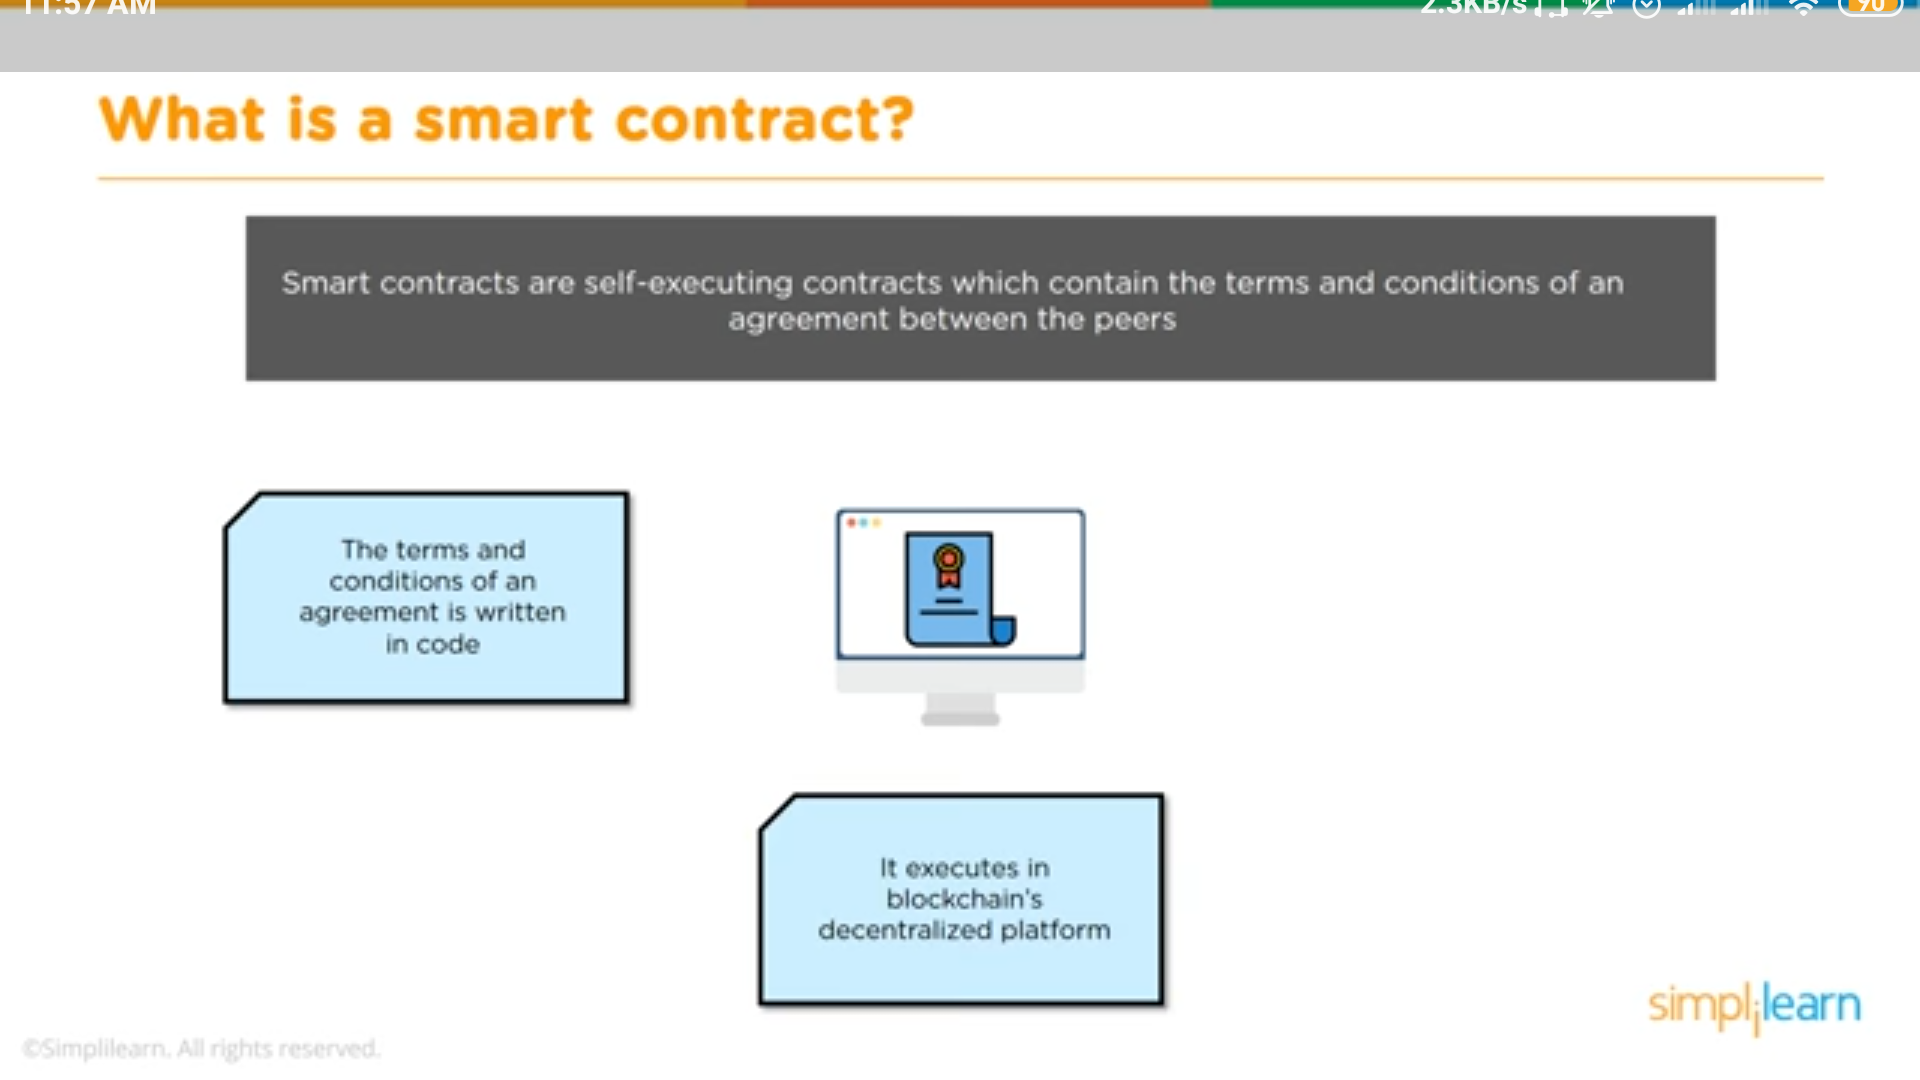 11:57 AM
2.3KB/s
90
What is a smart contract?
Smart contracts are self-executing contracts which contain the terms and conditions of an
agreement between the peers
The terms and
conditions of an
agreement is written
in code
It executes in
blockchain's
decentralized platform
simplilearn
©Simplilearn. All rights reserved.